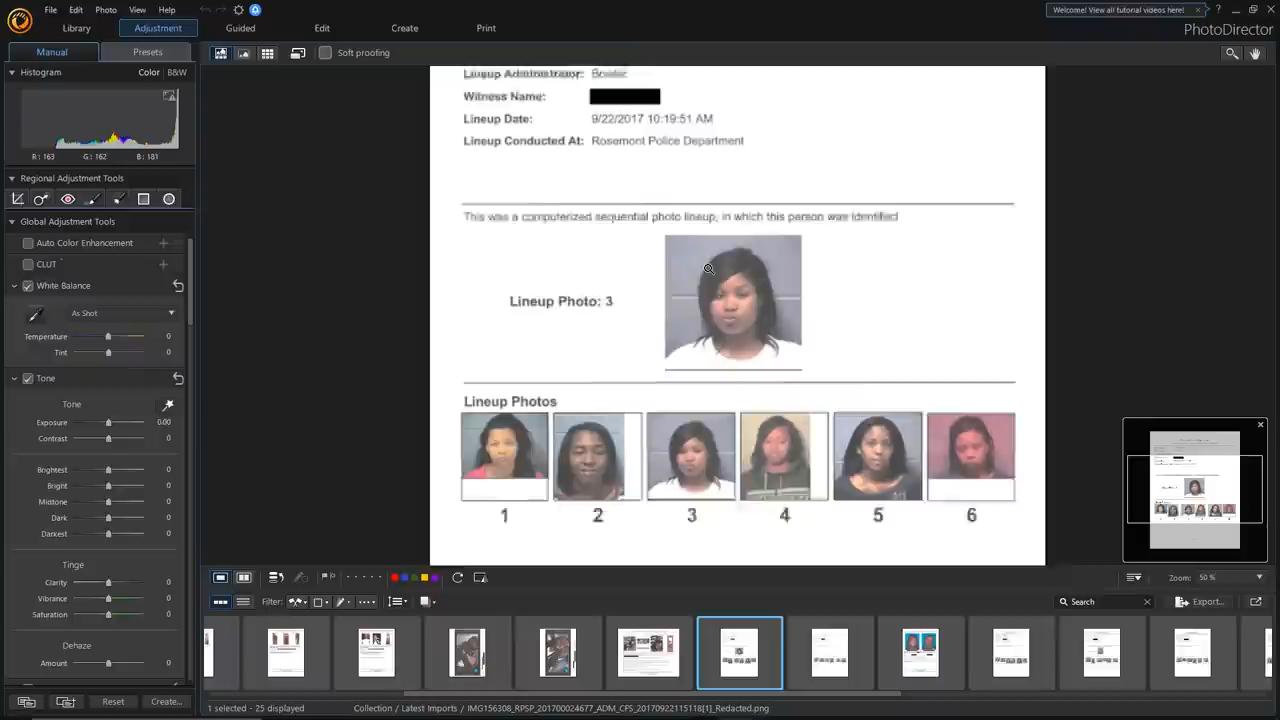 File Edit Photo View Help
Welcome! View all tutorial videos here!
Library Adjustment Guided Edit Create Print
PhotoDirector
Manual Presets
Soft proofing
Histogram Color B&W
R : 163 G : 162 B : 181
Regional Adjustment Tools
Global Adjustment Tools
Auto Color Enhancement
CLUT
White Balance
As Shot
Temperature 0
Tint 0
Tone
Tone
Exposure 0.00
Contrast 0
Brightest 0
Bright 0
Midtone 0
Dark 0
Darkest 0
Tinge
Clarity 0
Vibrance 0
Saturation 0
Dehaze
Amount 0
Reset Create...
Lineup Administrator:
Witness Name:
Lineup Date: 9/22/2017 10:19:51 AM
Lineup Conducted At: Rosemont Police Department
This was a computerized sequential photo lineup, in which this person was identified
Lineup Photo: 3
Lineup Photos
1 2 3 4 5 6
Zoom: 50 %
Filter:
Search
Export...
1 selected - 25 displayed
Collection / Latest Imports / IMG156308_RPSP_201700024677_ADM_CFS_20170922115118[1]_Redacted.png